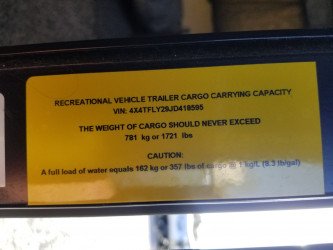 RECREATIONAL VEHICLE TRAILER CARGO CARRYING CAPACITY
VIN: 4X4TFLY29JD418595
THE WEIGHT OF CARGO SHOULD NEVER EXCEED
781 kg or 1721 lbs
CAUTION:
A full load of water equals 162 kg or 357 lbs of cargo @ 1 kg/L (8.3 lb/gal)